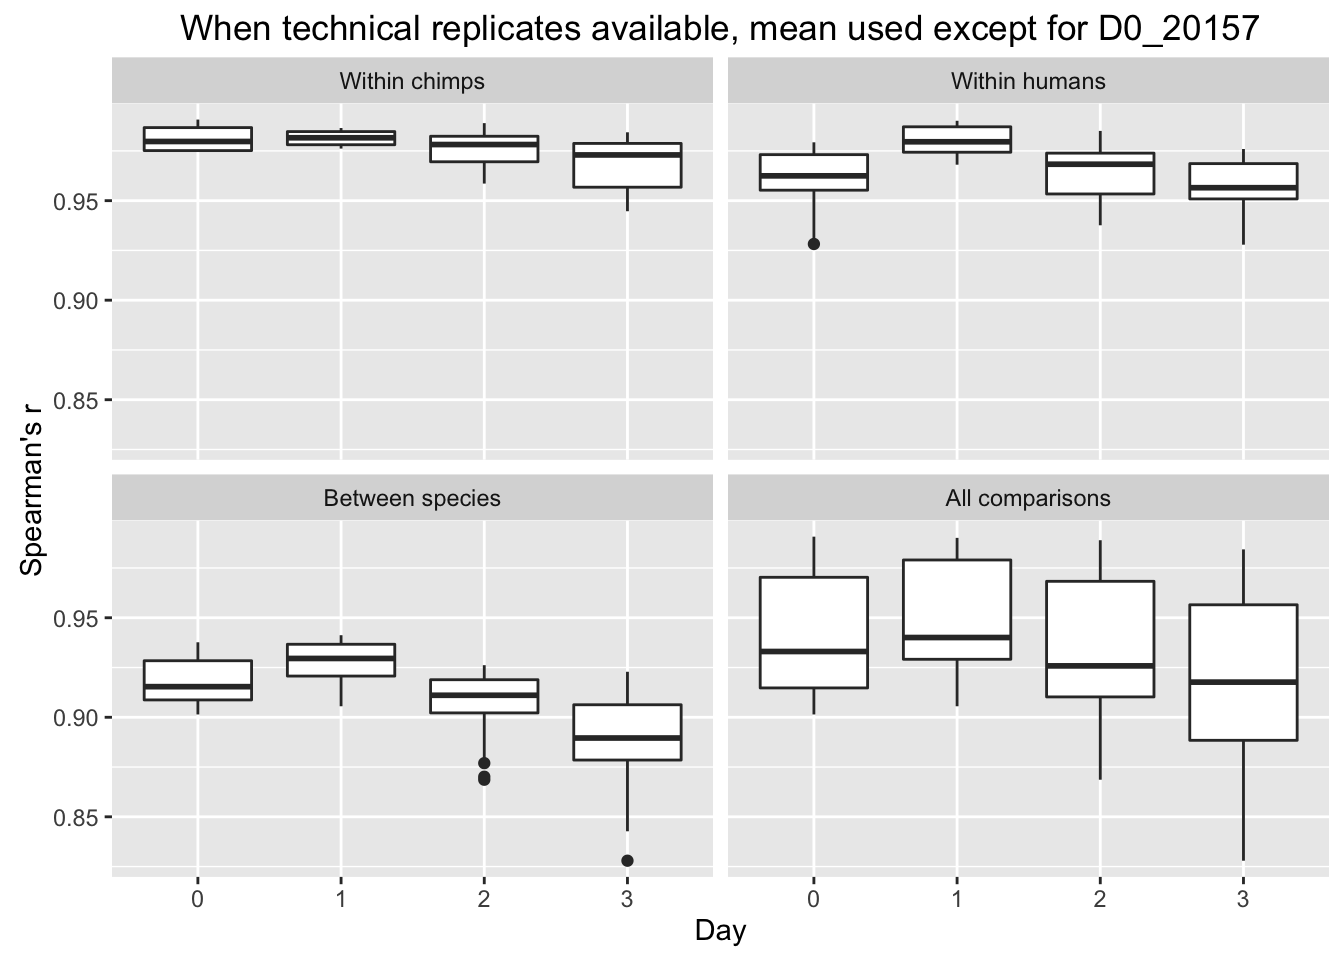 When technical replicates available, mean used except for D0_20157
Within chimps
Within humans
0.95
0.90
0.85
Spearman's r
Between species
All comparisons
0.95
0.90
0.85
0 1 2 3
0 1 2 3
Day